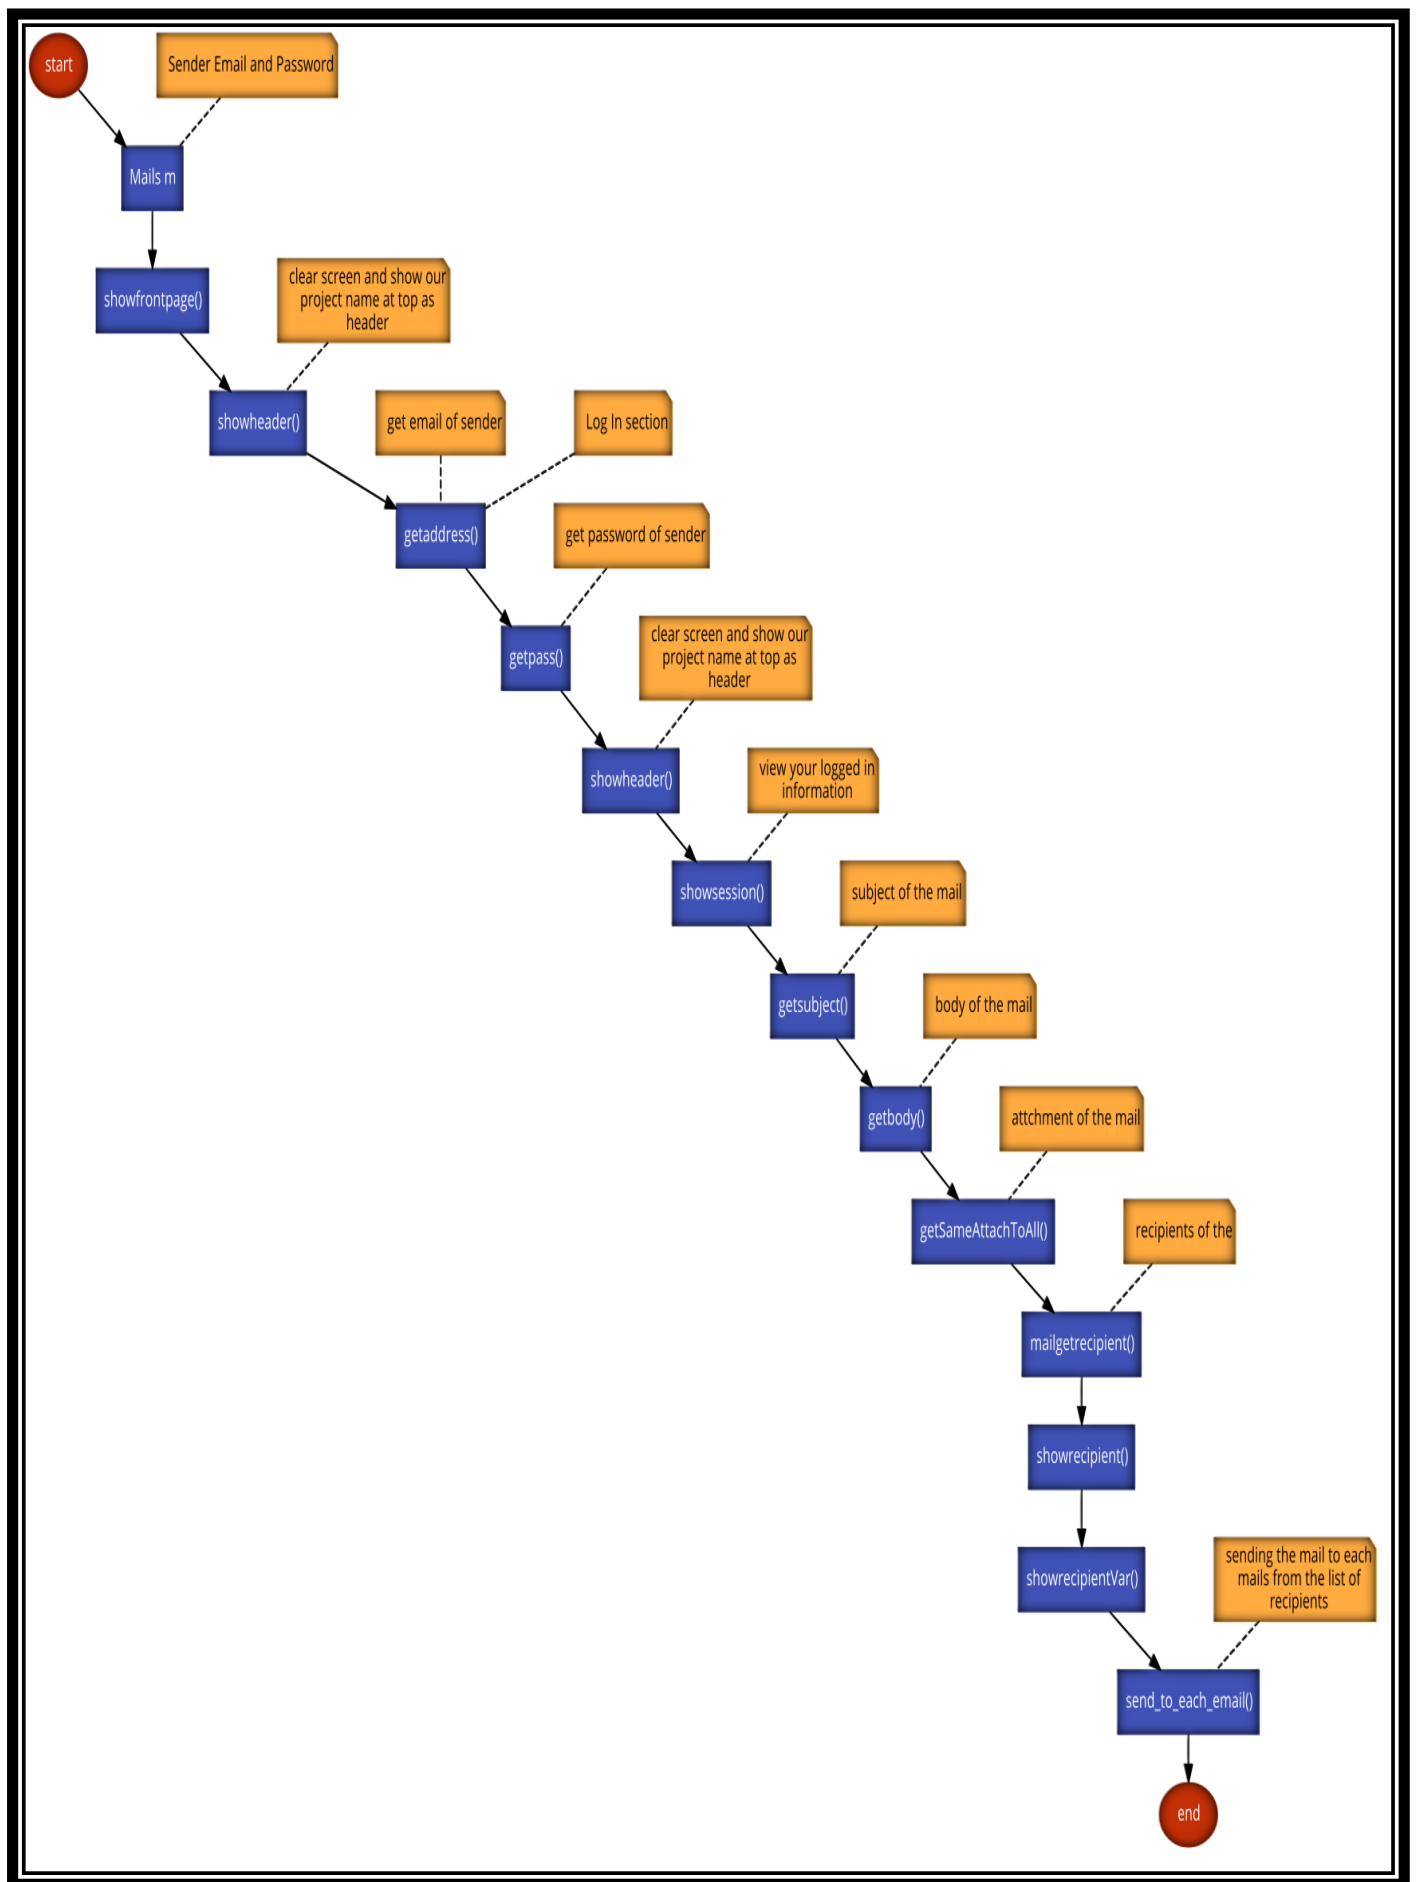 start
Sender Email and Password
Mails m
showfrontpage()
clear screen and show our
project name at top as
header
showheader()
get email of sender
Log In section
getaddress()
get password of sender
getpass()
clear screen and show our
project name at top as
header
showheader()
view your logged in
information
showsession()
subject of the mail
getsubject()
body of the mail
getbody()
attchment of the mail
getSameAttachToAll()
recipients of the
mailgetrecipient()
showrecipient()
showrecipientVar()
sending the mail to each
mails from the list of
recipients
send_to_each_email()
end